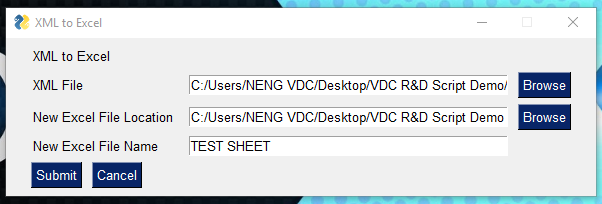 XML to Excel
XML to Excel
XML File C:/Users/NENG VDC/Desktop/VDC R&D Script Demo/ Browse
New Excel File Location C:/Users/NENG VDC/Desktop/VDC R&D Script Demo Browse
New Excel File Name TEST SHEET
Submit Cancel